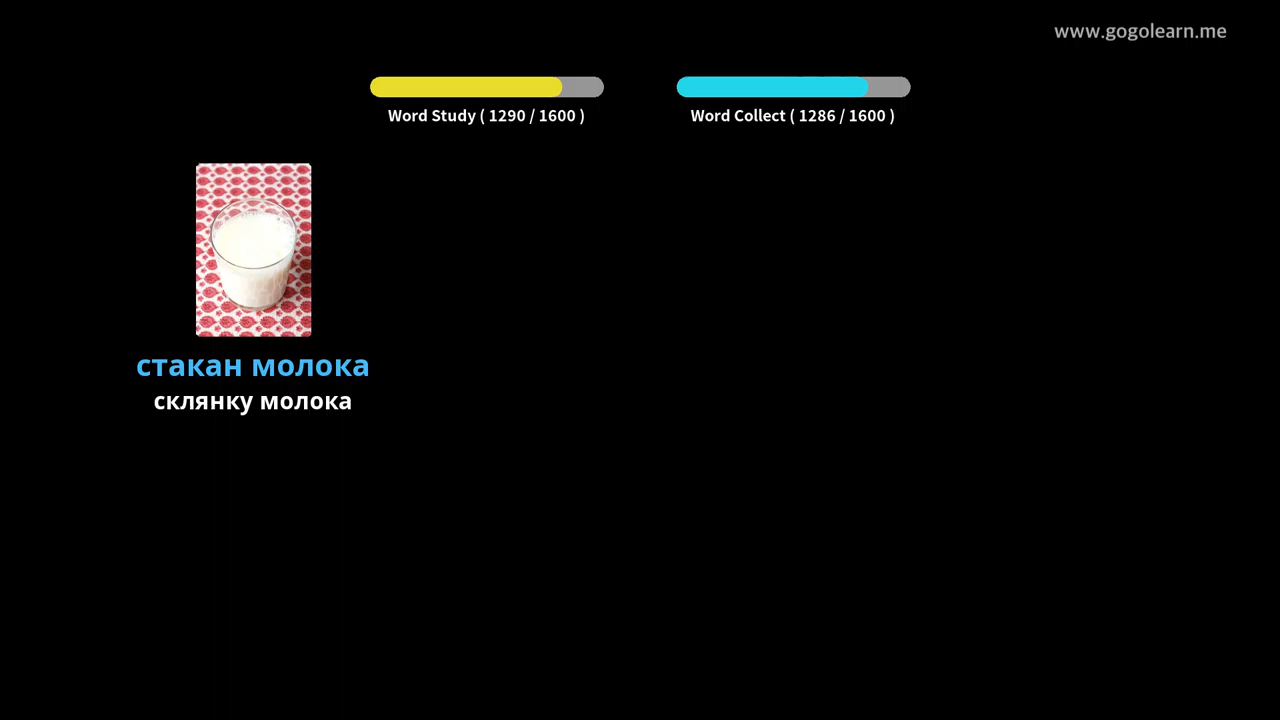 www.gogolearn.me
Word Study ( 1290 / 1600 )
Word Collect ( 1286 / 1600 )
стакан молока
склянку молока